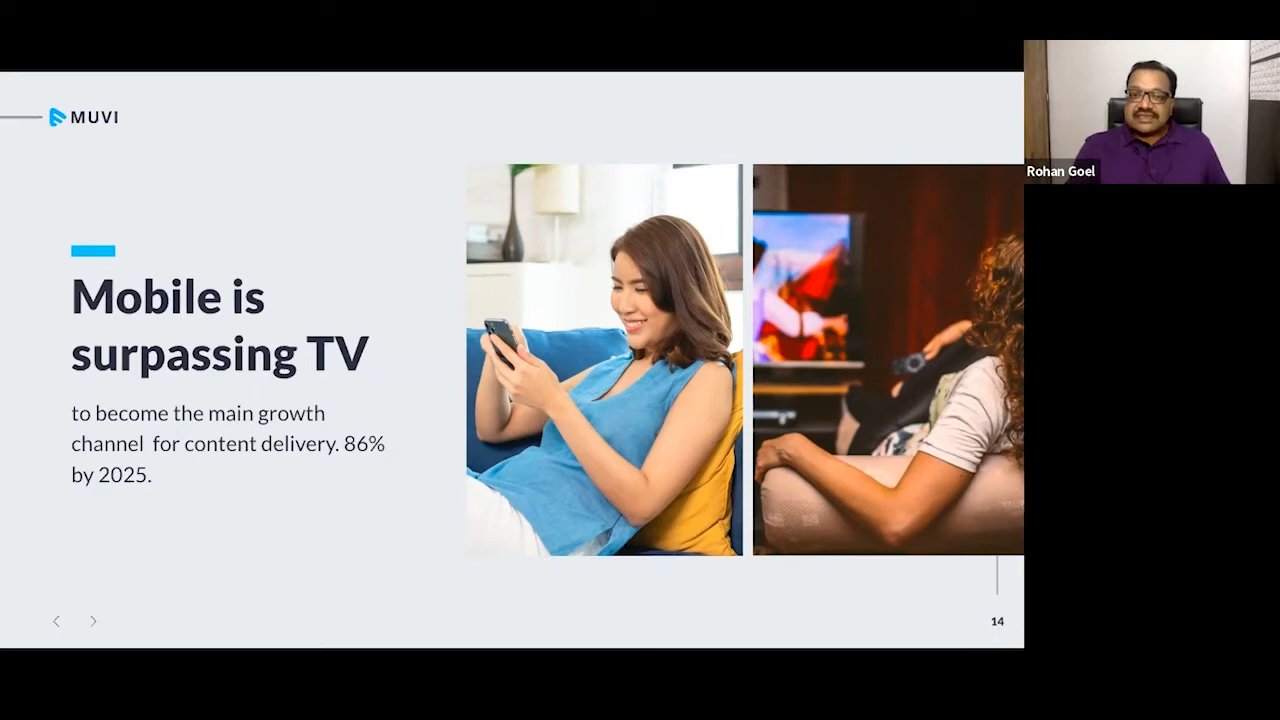 MUVI
Rohan Goel
Mobile is
surpassing TV
to become the main growth
channel for content delivery. 86%
by 2025.
14